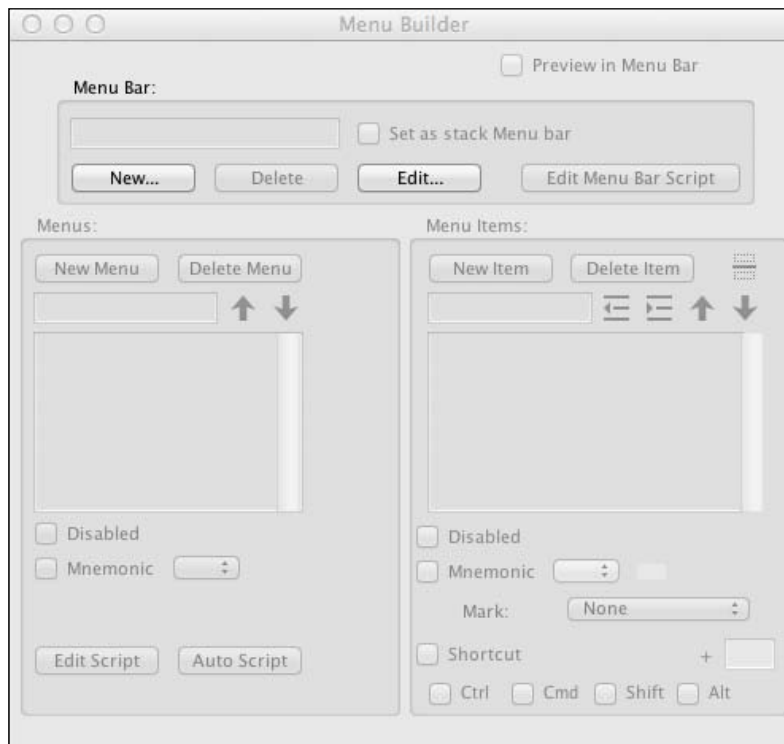 Menu Builder
Preview in Menu Bar
Menu Bar:
Set as stack Menu bar
New... Delete Edit... Edit Menu Bar Script
Menus: Menu Items:
New Menu Delete Menu New Item Delete Item
Disabled Disabled
Mnemonic Mnemonic
Mark: None
Edit Script Auto Script Shortcut +
Ctrl Cmd Shift Alt